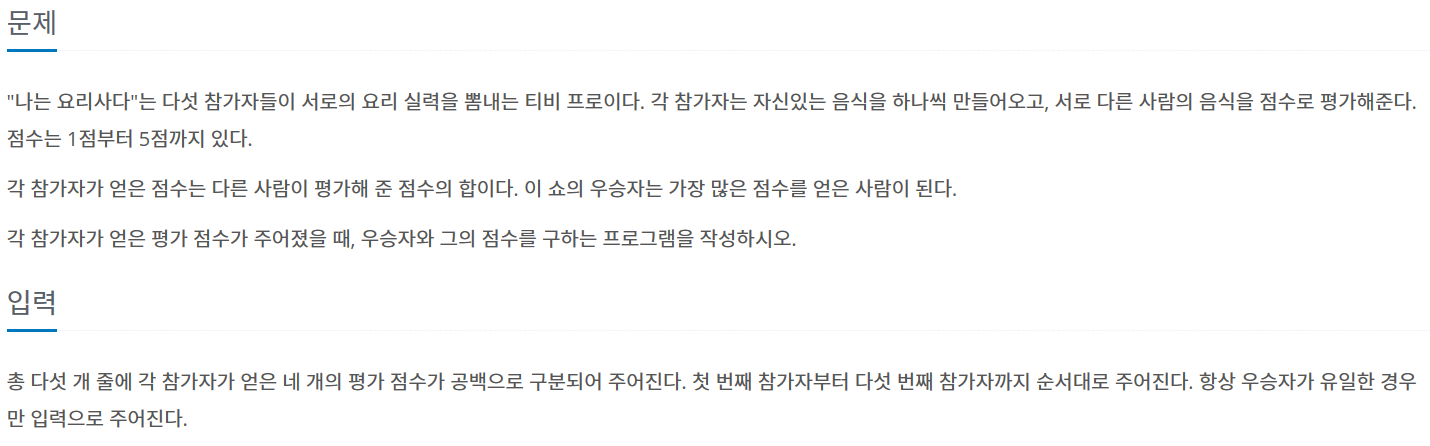 문제
"나는 요리사다"는 다섯 참가자들이 서로의 요리 실력을 뽐내는 티비 프로이다. 각 참가자는 자신있는 음식을 하나씩 만들어오고, 서로 다른 사람의 음식을 점수로 평가해준다.
점수는 1점부터 5점까지 있다.
각 참가자가 얻은 점수는 다른 사람이 평가해 준 점수의 합이다. 이 쇼의 우승자는 가장 많은 점수를 얻은 사람이 된다.
각 참가자가 얻은 평가 점수가 주어졌을 때, 우승자와 그의 점수를 구하는 프로그램을 작성하시오.
입력
총 다섯 개 줄에 각 참가자가 얻은 네 개의 평가 점수가 공백으로 구분되어 주어진다. 첫 번째 참가자부터 다섯 번째 참가자까지 순서대로 주어진다. 항상 우승자가 유일한 경우
만 입력으로 주어진다.